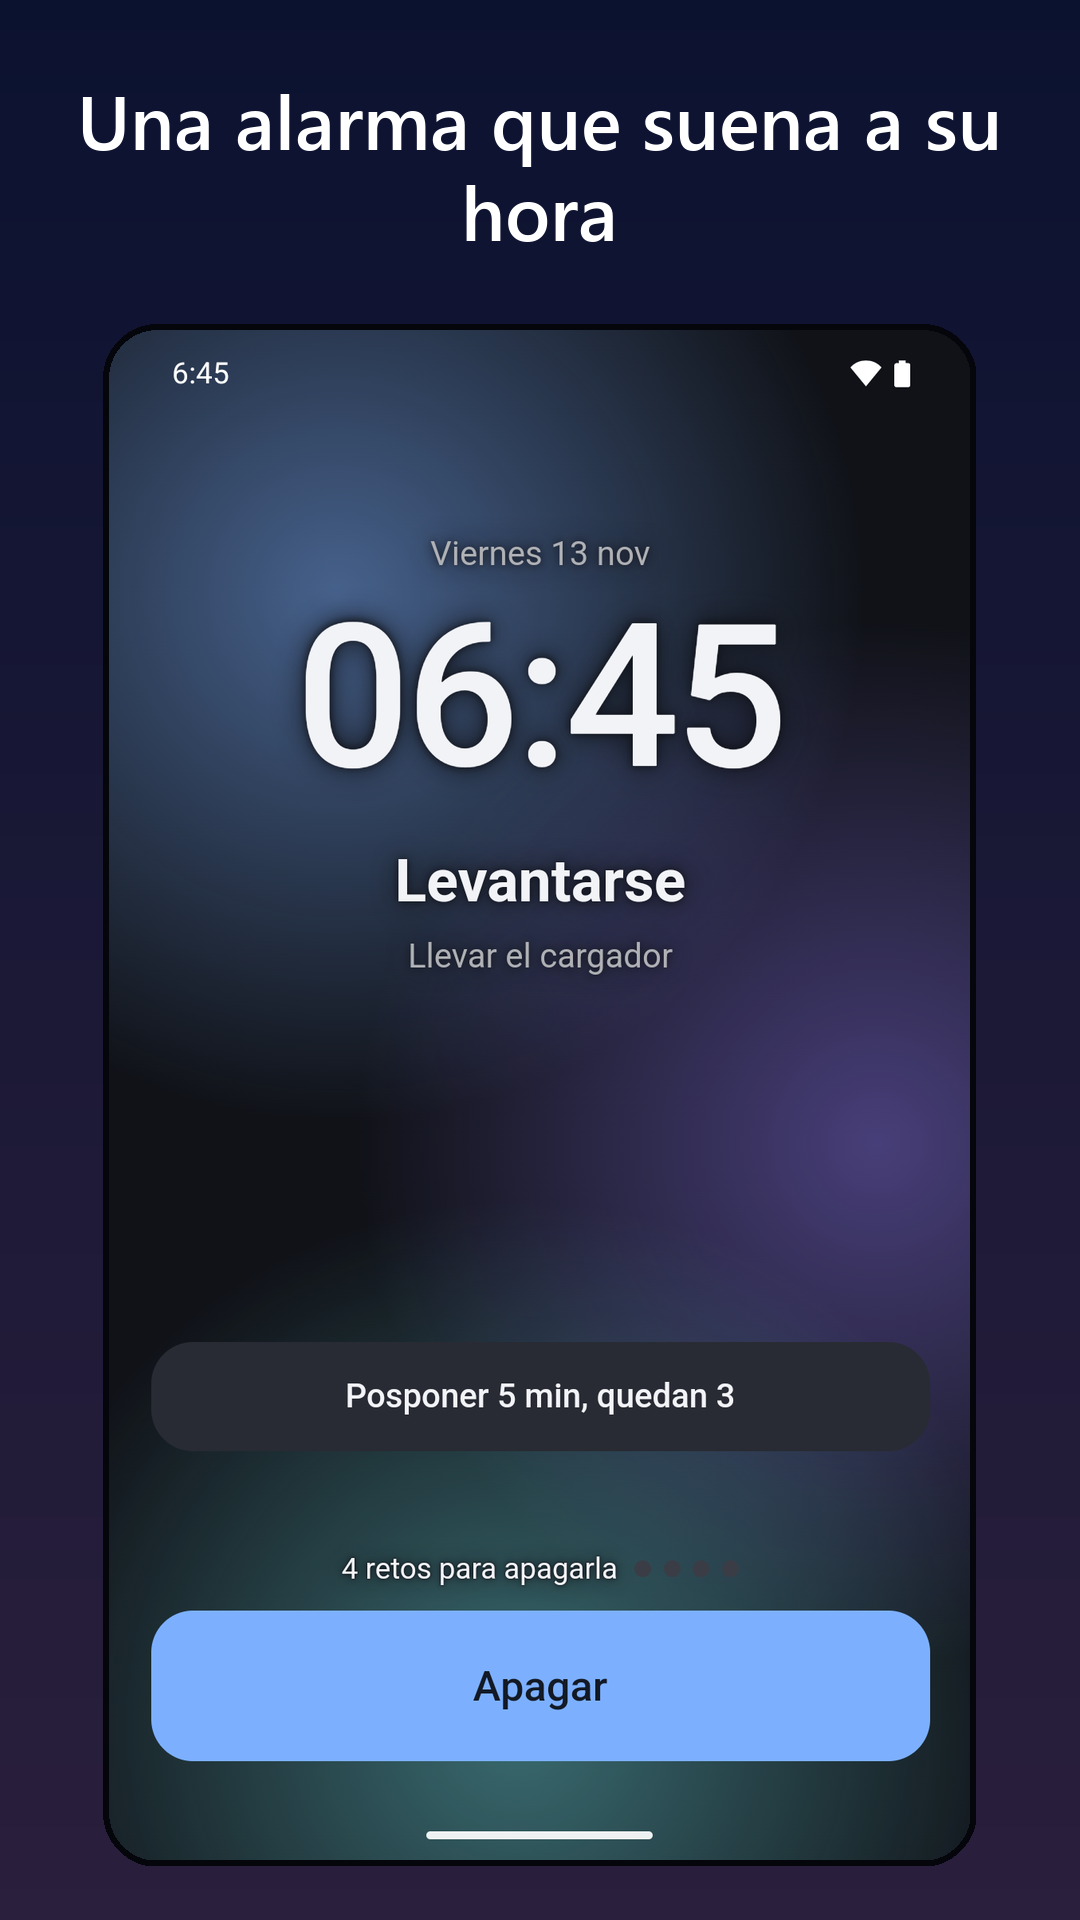 Una alarma que suena a su
hora
6:45
Viernes 13 nov
06:45
Levantarse
Llevar el cargador
Posponer 5 min, quedan 3
4 retos para apagarla
Apagar